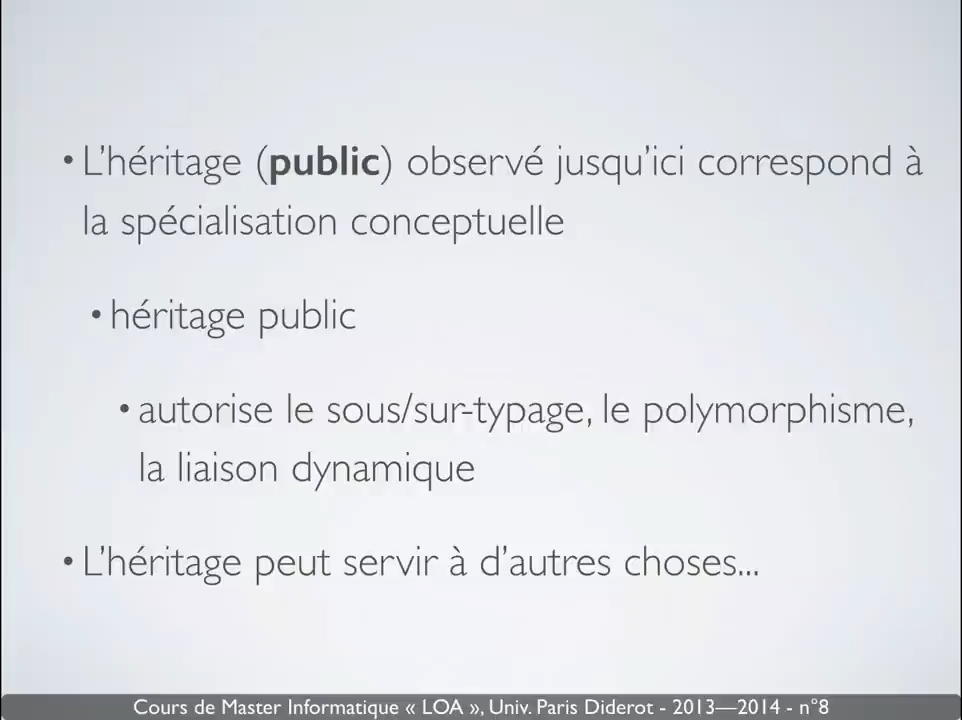 • L’héritage (public) observé jusqu’ici correspond à
la spécialisation conceptuelle
• héritage public
• autorise le sous/sur-typage, le polymorphisme,
la liaison dynamique
• L’héritage peut servir à d’autres choses...
Cours de Master Informatique « LOA », Univ. Paris Diderot - 2013—2014 - n°8